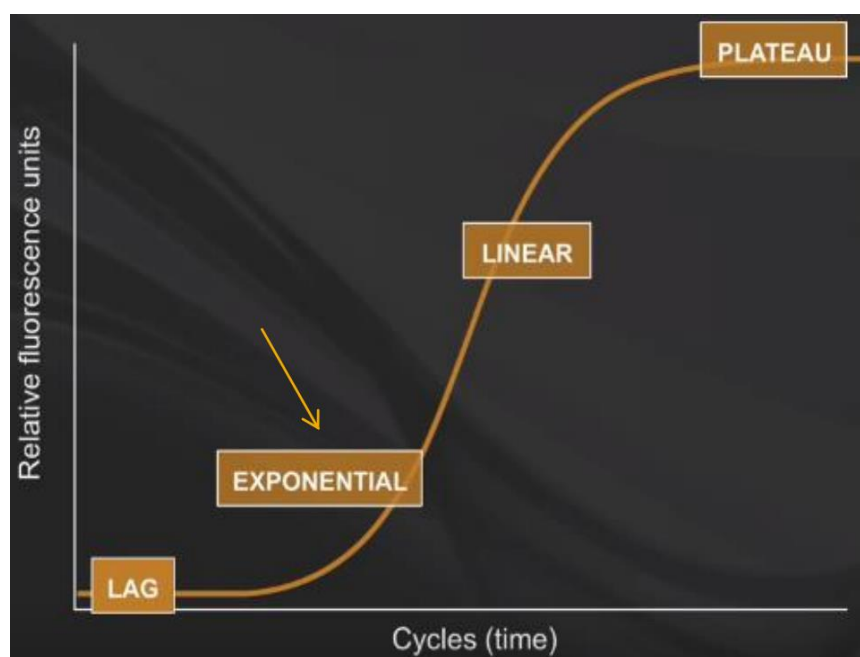 PLATEAU
LINEAR
EXPONENTIAL
LAG
Relative fluorescence units
Cycles (time)